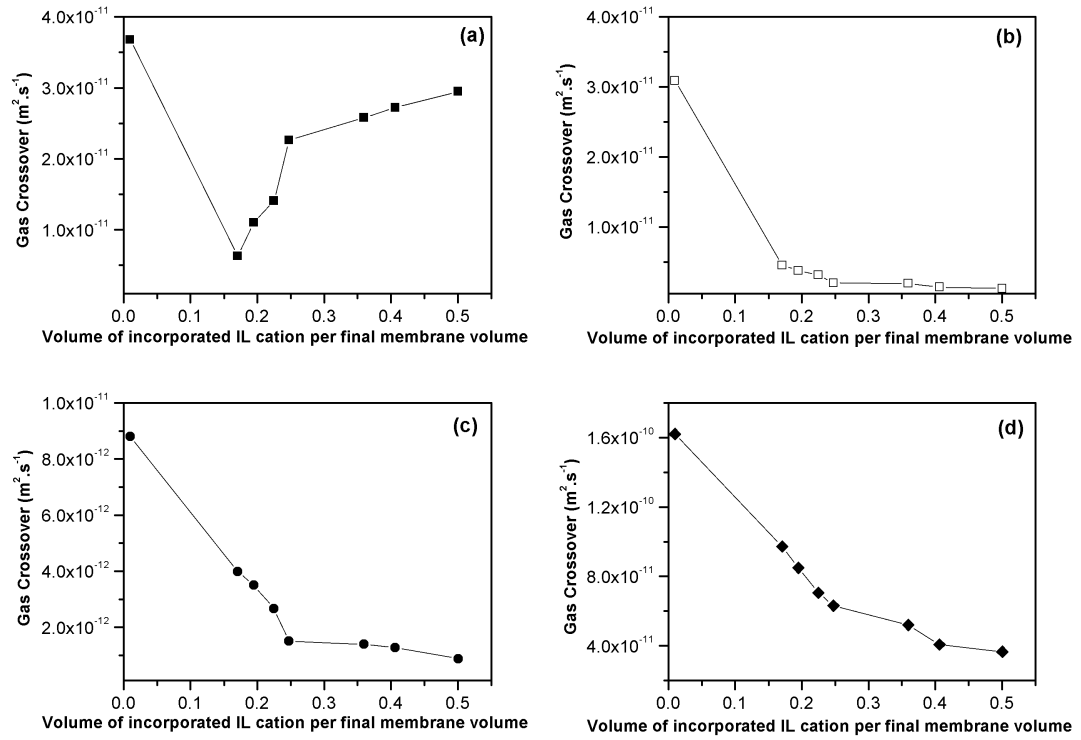 (a)
Gas Crossover (m².s⁻¹)
4.0x10⁻¹¹
3.0x10⁻¹¹
2.0x10⁻¹¹
1.0x10⁻¹¹
0.0 0.1 0.2 0.3 0.4 0.5
Volume of incorporated IL cation per final membrane volume
(b)
Gas Crossover (m².s⁻¹)
4.0x10⁻¹¹
3.0x10⁻¹¹
2.0x10⁻¹¹
1.0x10⁻¹¹
0.0 0.1 0.2 0.3 0.4 0.5
Volume of incorporated IL cation per final membrane volume
(c)
Gas Crossover (m².s⁻¹)
1.0x10⁻¹¹
8.0x10⁻¹²
6.0x10⁻¹²
4.0x10⁻¹²
2.0x10⁻¹²
0.0 0.1 0.2 0.3 0.4 0.5
Volume of incorporated IL cation per final membrane volume
(d)
Gas Crossover (m².s⁻¹)
1.6x10⁻¹⁰
1.2x10⁻¹⁰
8.0x10⁻¹¹
4.0x10⁻¹¹
0.0 0.1 0.2 0.3 0.4 0.5
Volume of incorporated IL cation per final membrane volume